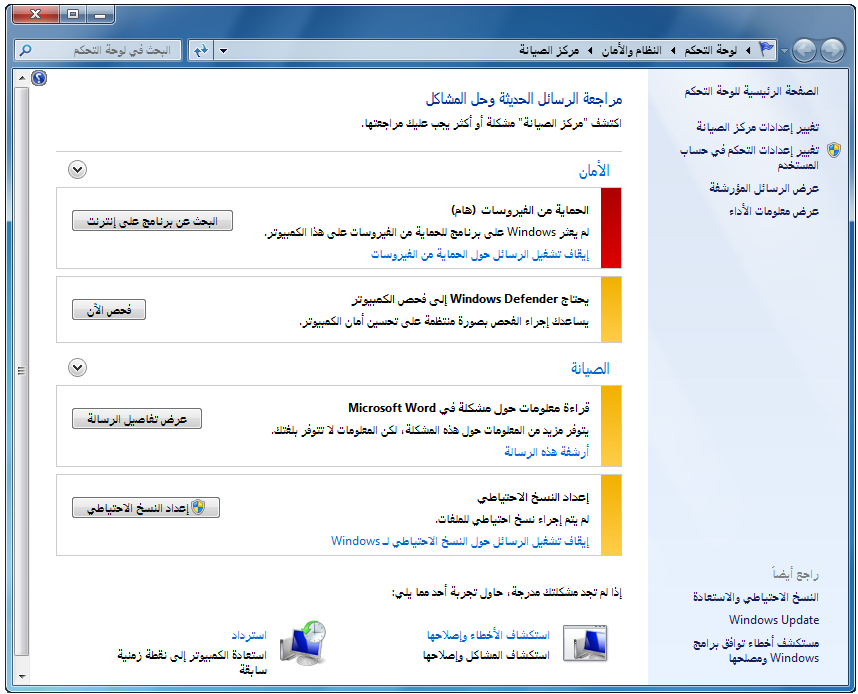 لوحة التحكم ◄ النظام والأمان ◄ مركز الصيانة
البحث في لوحة التحكم
الصفحة الرئيسية للوحة التحكم
تغيير إعدادات مركز الصيانة
تغيير إعدادات التحكم في حساب
المستخدم
عرض الرسائل المؤرشفة
عرض معلومات الأداء
مراجعة الرسائل الحديثة وحل المشاكل
اكتشف "مركز الصيانة" مشكلة أو أكثر يجب عليك مراجعتها.
الأمان
الحماية من الفيروسات (هام)
لم يعثر Windows على برنامج للحماية من الفيروسات على هذا الكمبيوتر.
إيقاف تشغيل الرسائل حول الحماية من الفيروسات
البحث عن برنامج على إنترنت
يحتاج Windows Defender إلى فحص الكمبيوتر
يساعدك إجراء الفحص بصورة منتظمة على تحسين أمان الكمبيوتر.
فحص الآن
الصيانة
قراءة معلومات حول مشكلة في Microsoft Word
يتوفر مزيد من المعلومات حول هذه المشكلة، لكن المعلومات لا تتوفر بلغتك.
أرشفة هذه الرسالة
عرض تفاصيل الرسالة
إعداد النسخ الاحتياطي
لم يتم إجراء نسخ احتياطي للملفات.
إيقاف تشغيل الرسائل حول النسخ الاحتياطي لـ Windows
إعداد النسخ الاحتياطي
إذا لم تجد مشكلتك مدرجة، حاول تجربة أحد مما يلي:
استكشاف الأخطاء وإصلاحها
استكشاف المشاكل وإصلاحها
استرداد
استعادة الكمبيوتر إلى نقطة زمنية
سابقة
راجع أيضاً
النسخ الاحتياطي والاستعادة
Windows Update
مستكشف أخطاء توافق برامج
Windows ومصلحها